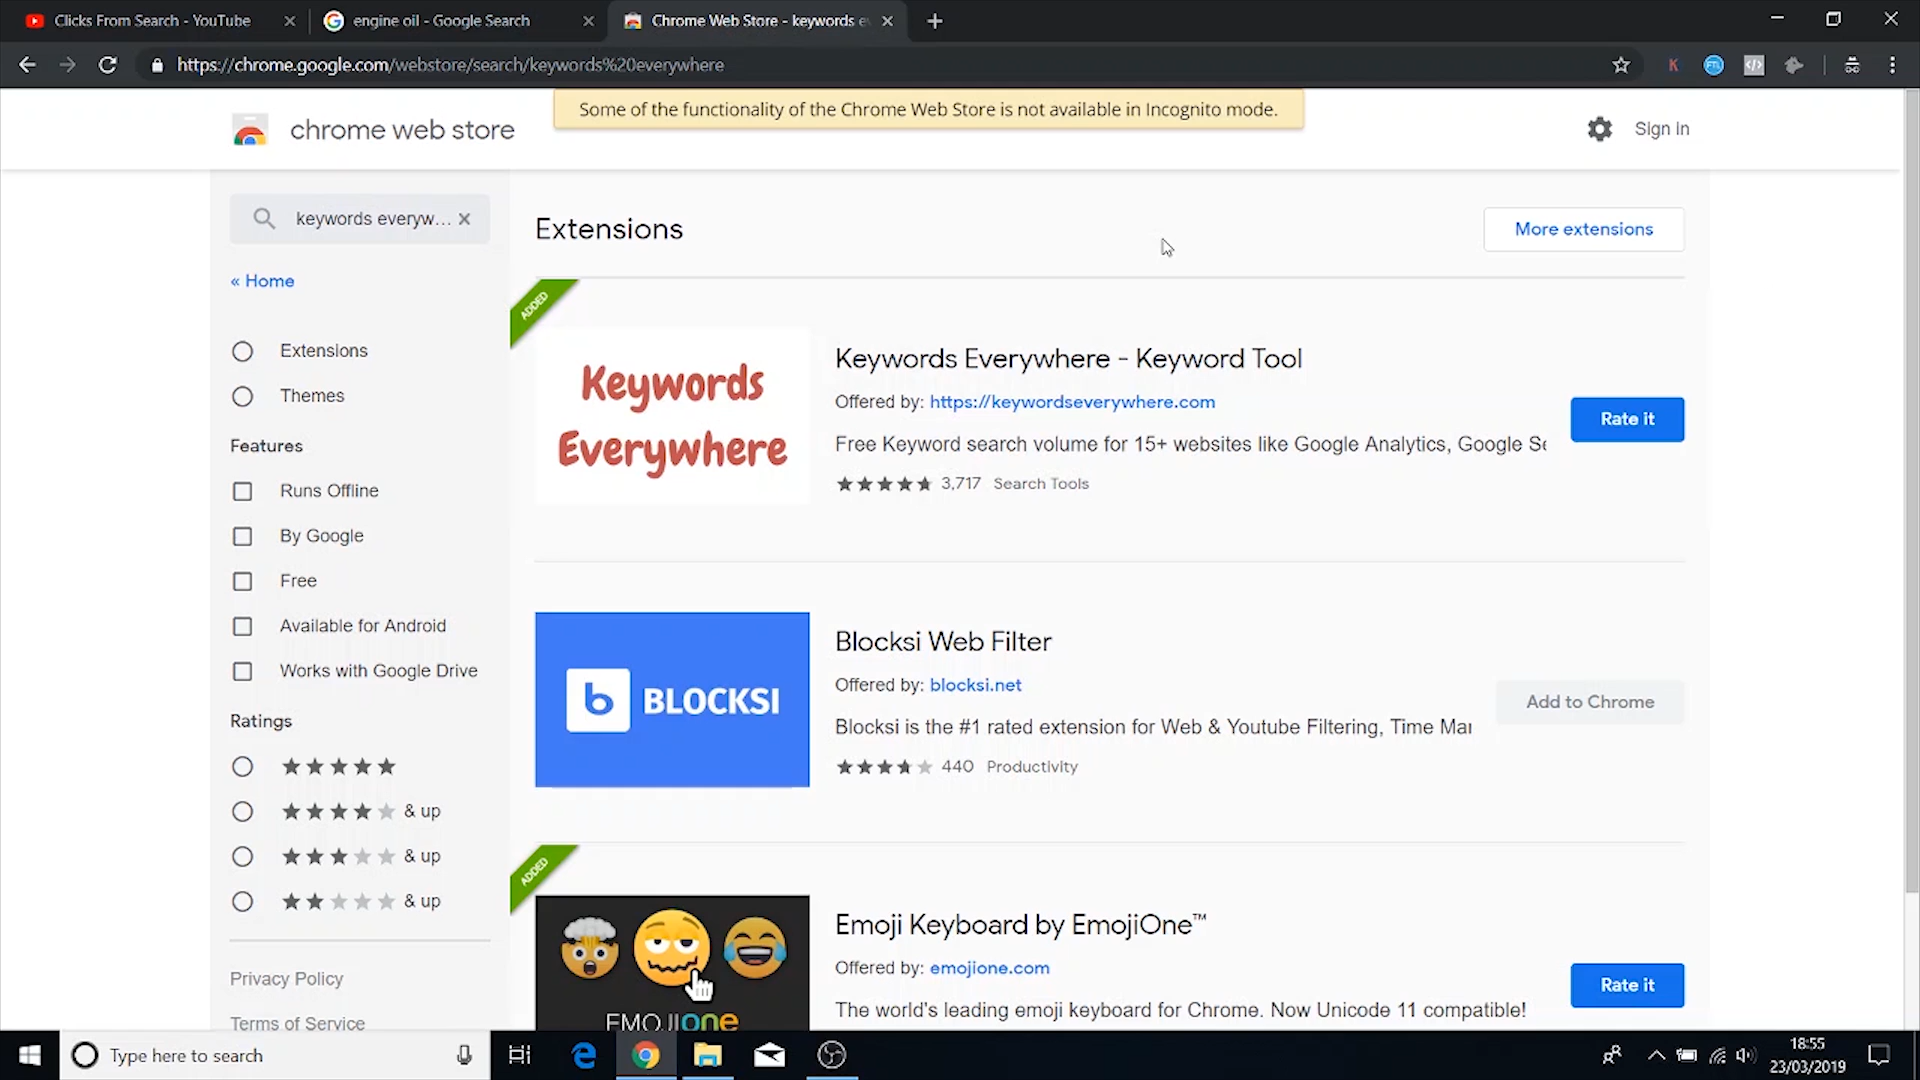 Clicks From Search - YouTube
engine oil - Google Search
Chrome Web Store - keywords e
https://chrome.google.com/webstore/search/keywords%20everywhere
K
FTL
</>
Some of the functionality of the Chrome Web Store is not available in Incognito mode.
chrome web store
Sign In
keywords everyw...
« Home
Extensions
Themes
Features
Runs Offline
By Google
Free
Available for Android
Works with Google Drive
Ratings
& up
& up
& up
Privacy Policy
Terms of Service
Extensions
More extensions
ADDED
Keywords
Everywhere
Keywords Everywhere - Keyword Tool
Offered by: https://keywordseverywhere.com
Free Keyword search volume for 15+ websites like Google Analytics, Google Se
3,717 Search Tools
Rate it
b BLOCKSI
Blocksi Web Filter
Offered by: blocksi.net
Blocksi is the #1 rated extension for Web & Youtube Filtering, Time Mar
440 Productivity
Add to Chrome
ADDED
EMOJIONE
Emoji Keyboard by EmojiOne™
Offered by: emojione.com
The world's leading emoji keyboard for Chrome. Now Unicode 11 compatible!
Rate it
Type here to search
18:55
23/03/2019